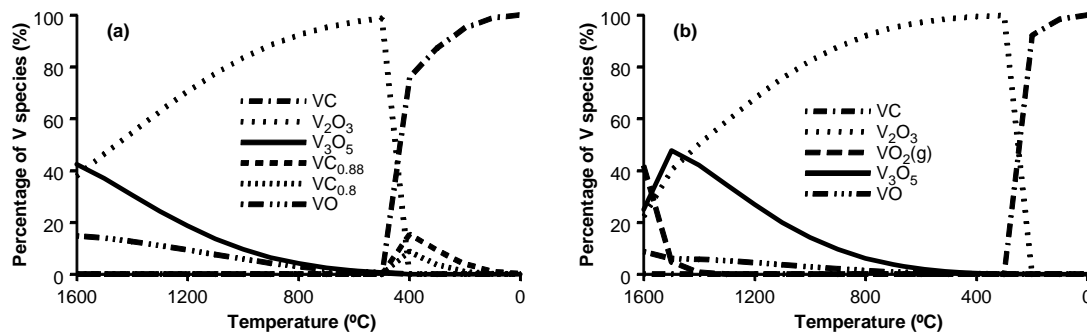 (a)
Percentage of V species (%)
100
80
60
40
20
0
VC
V₂O₃
V₃O₅
VC₀.₈₈
VC₀.₈
VO
1600
1200
800
400
0
Temperature (ºC)
(b)
Percentage of V species (%)
100
80
60
40
20
0
VC
V₂O₃
VO₂(g)
V₃O₅
VO
1600
1200
800
400
0
Temperature (ºC)